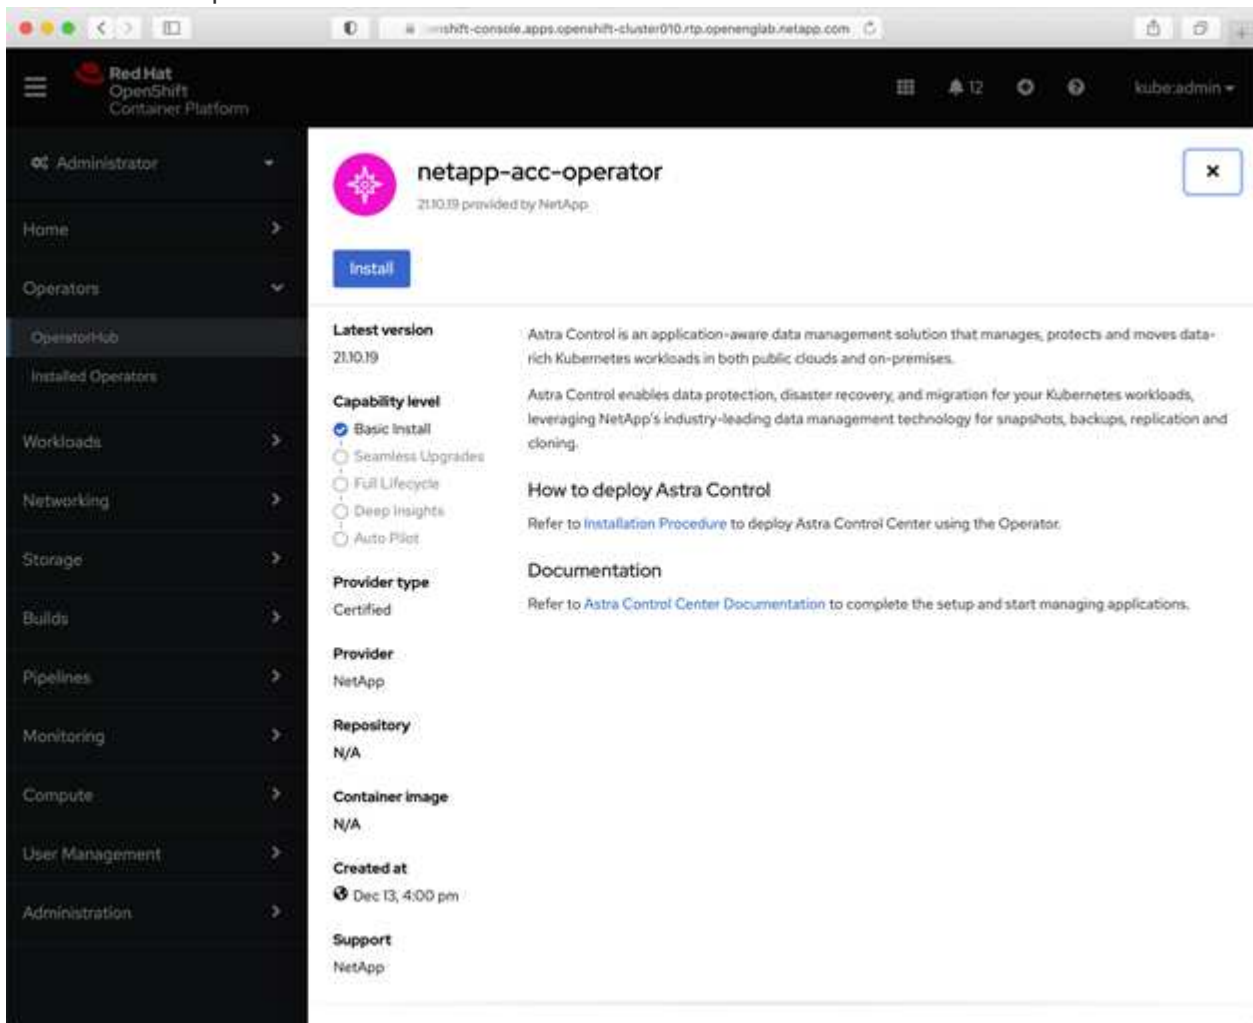 shift-console.apps.openshift-cluster010.rtp.openenglab.netapp.com
Red Hat
OpenShift
Container Platform
12
kube:admin
Administrator
Home
Operators
OperatorHub
Installed Operators
Workloads
Networking
Storage
Builds
Pipelines
Monitoring
Compute
User Management
Administration
netapp-acc-operator
21.10.19 provided by NetApp
Install
Latest version
21.10.19
Capability level
Basic Install
Seamless Upgrades
Full Lifecycle
Deep Insights
Auto Pilot
Provider type
Certified
Provider
NetApp
Repository
N/A
Container image
N/A
Created at
Dec 13, 4:00 pm
Support
NetApp
Astra Control is an application-aware data management solution that manages, protects and moves data-
rich Kubernetes workloads in both public clouds and on-premises.
Astra Control enables data protection, disaster recovery, and migration for your Kubernetes workloads,
leveraging NetApp's industry-leading data management technology for snapshots, backups, replication and
cloning.
How to deploy Astra Control
Refer to Installation Procedure to deploy Astra Control Center using the Operator.
Documentation
Refer to Astra Control Center Documentation to complete the setup and start managing applications.